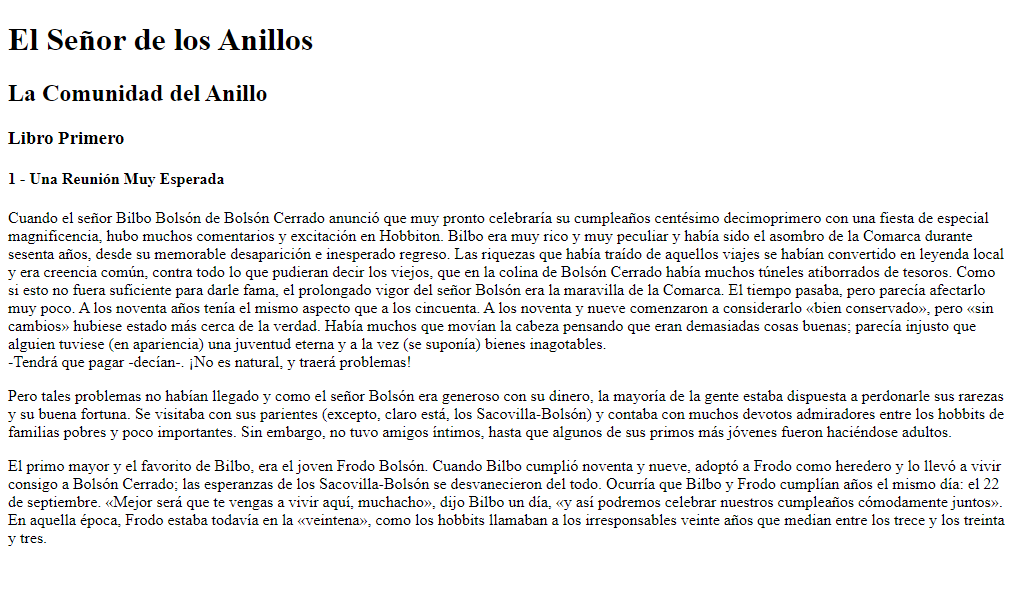 El Señor de los Anillos
La Comunidad del Anillo
Libro Primero
1 - Una Reunión Muy Esperada
Cuando el señor Bilbo Bolsón de Bolsón Cerrado anunció que muy pronto celebraría su cumpleaños centésimo decimoprimero con una fiesta de especial
magnificencia, hubo muchos comentarios y excitación en Hobbiton. Bilbo era muy rico y muy peculiar y había sido el asombro de la Comarca durante
sesenta años, desde su memorable desaparición e inesperado regreso. Las riquezas que había traído de aquellos viajes se habían convertido en leyenda local
y era creencia común, contra todo lo que pudieran decir los viejos, que en la colina de Bolsón Cerrado había muchos túneles atiborrados de tesoros. Como
si esto no fuera suficiente para darle fama, el prolongado vigor del señor Bolsón era la maravilla de la Comarca. El tiempo pasaba, pero parecía afectarlo
muy poco. A los noventa años tenía el mismo aspecto que a los cincuenta. A los noventa y nueve comenzaron a considerarlo «bien conservado», pero «sin
cambios» hubiese estado más cerca de la verdad. Había muchos que movían la cabeza pensando que eran demasiadas cosas buenas; parecía injusto que
alguien tuviese (en apariencia) una juventud eterna y a la vez (se suponía) bienes inagotables.
-Tendrá que pagar -decían-. ¡No es natural, y traerá problemas!
Pero tales problemas no habían llegado y como el señor Bolsón era generoso con su dinero, la mayoría de la gente estaba dispuesta a perdonarle sus rarezas
y su buena fortuna. Se visitaba con sus parientes (excepto, claro está, los Sacovilla-Bolsón) y contaba con muchos devotos admiradores entre los hobbits de
familias pobres y poco importantes. Sin embargo, no tuvo amigos íntimos, hasta que algunos de sus primos más jóvenes fueron haciéndose adultos.
El primo mayor y el favorito de Bilbo, era el joven Frodo Bolsón. Cuando Bilbo cumplió noventa y nueve, adoptó a Frodo como heredero y lo llevó a vivir
consigo a Bolsón Cerrado; las esperanzas de los Sacovilla-Bolsón se desvanecieron del todo. Ocurría que Bilbo y Frodo cumplían años el mismo día: el 22
de septiembre. «Mejor será que te vengas a vivir aquí, muchacho», dijo Bilbo un día, «y así podremos celebrar nuestros cumpleaños cómodamente juntos».
En aquella época, Frodo estaba todavía en la «veintena», como los hobbits llamaban a los irresponsables veinte años que median entre los trece y los treinta
y tres.